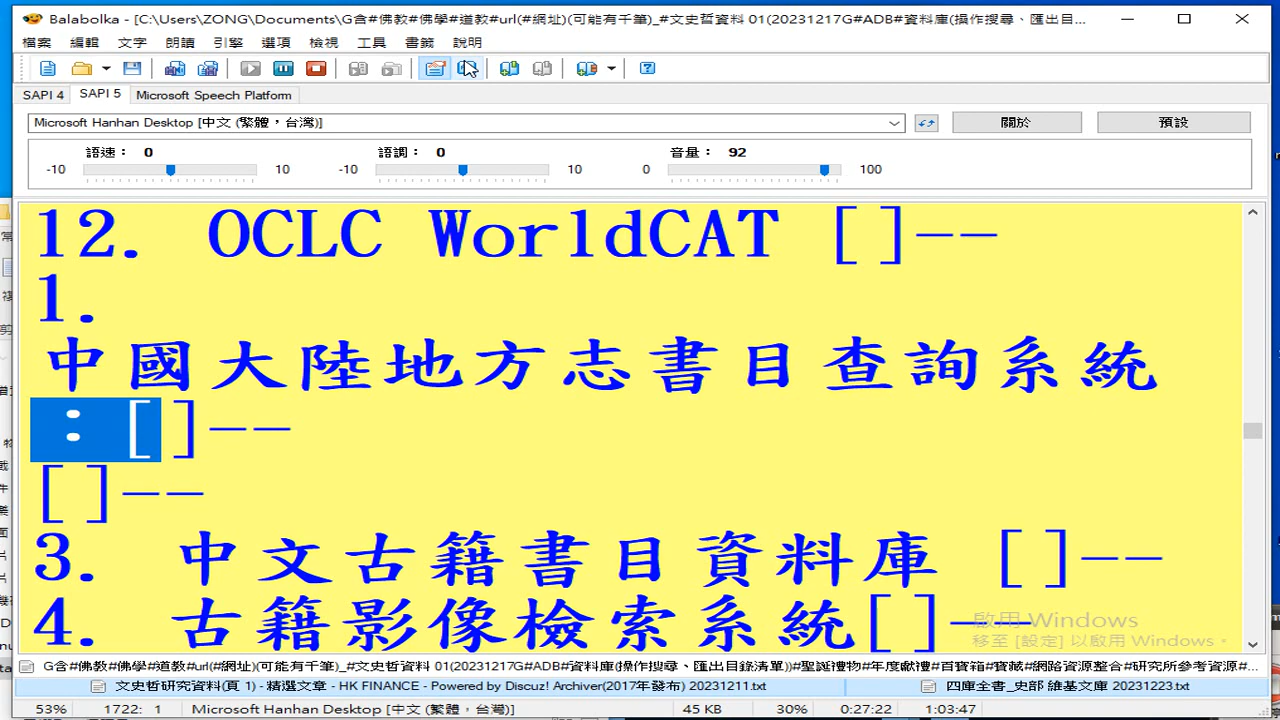 Balabolka - [C:\Users\ZONG\Documents\G含#佛教#佛學#道教#url(#網址)(可能有千筆)_#文史哲資料 01(20231217G#ADB#資料庫(操作搜尋、匯出目...
檔案 編輯 文字 朗讀 引擎 選項 檢視 工具 書籤 說明
SAPI 4 SAPI 5 Microsoft Speech Platform
Microsoft Hanhan Desktop [中文 (繁體，台灣)] 關於 預設
語速： 0 語調： 0 音量： 92
-10 10 -10 10 0 100
12. OCLC WorldCAT []--
1.
中國大陸地方志書目查詢系統
：[]--
[]--
3. 中文古籍書目資料庫 []--
4. 古籍影像檢索系統[]--
啟用 Windows
移至 [設定] 以啟用 Windows。
G含#佛教#佛學#道教#url(#網址)(可能有千筆)_#文史哲資料 01(20231217G#ADB#資料庫(操作搜尋、匯出目錄清單))#聖誕禮物#年度獻禮#百寶箱#寶藏#網路資源整合#研究所參考資源#...
文史哲研究資料(頁 1) - 精選文章 - HK FINANCE - Powered by Discuz! Archiver(2017年發布) 20231211.txt 四庫全書_史部 維基文庫 20231223.txt
53% 1722: 1 Microsoft Hanhan Desktop [中文 (繁體，台灣)] 45 KB 30% 0:27:22 1:03:47